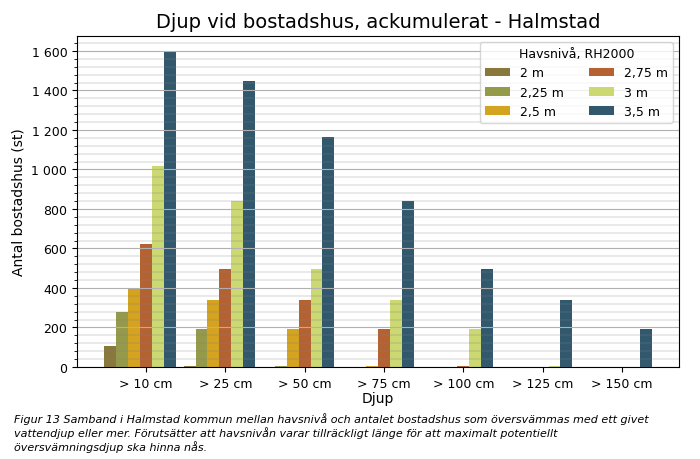 Djup vid bostadshus, ackumulerat - Halmstad
Havsnivå, RH2000
2 m
2,25 m
2,5 m
2,75 m
3 m
3,5 m
Antal bostadshus (st)
1 600
1 400
1 200
1 000
800
600
400
200
0
> 10 cm > 25 cm > 50 cm > 75 cm > 100 cm > 125 cm > 150 cm
Djup
Figur 13 Samband i Halmstad kommun mellan havsnivå och antalet bostadshus som översvämmas med ett givet
vattendjup eller mer. Förutsätter att havsnivån varar tillräckligt länge för att maximalt potentiellt
översvämningsdjup ska hinna nås.